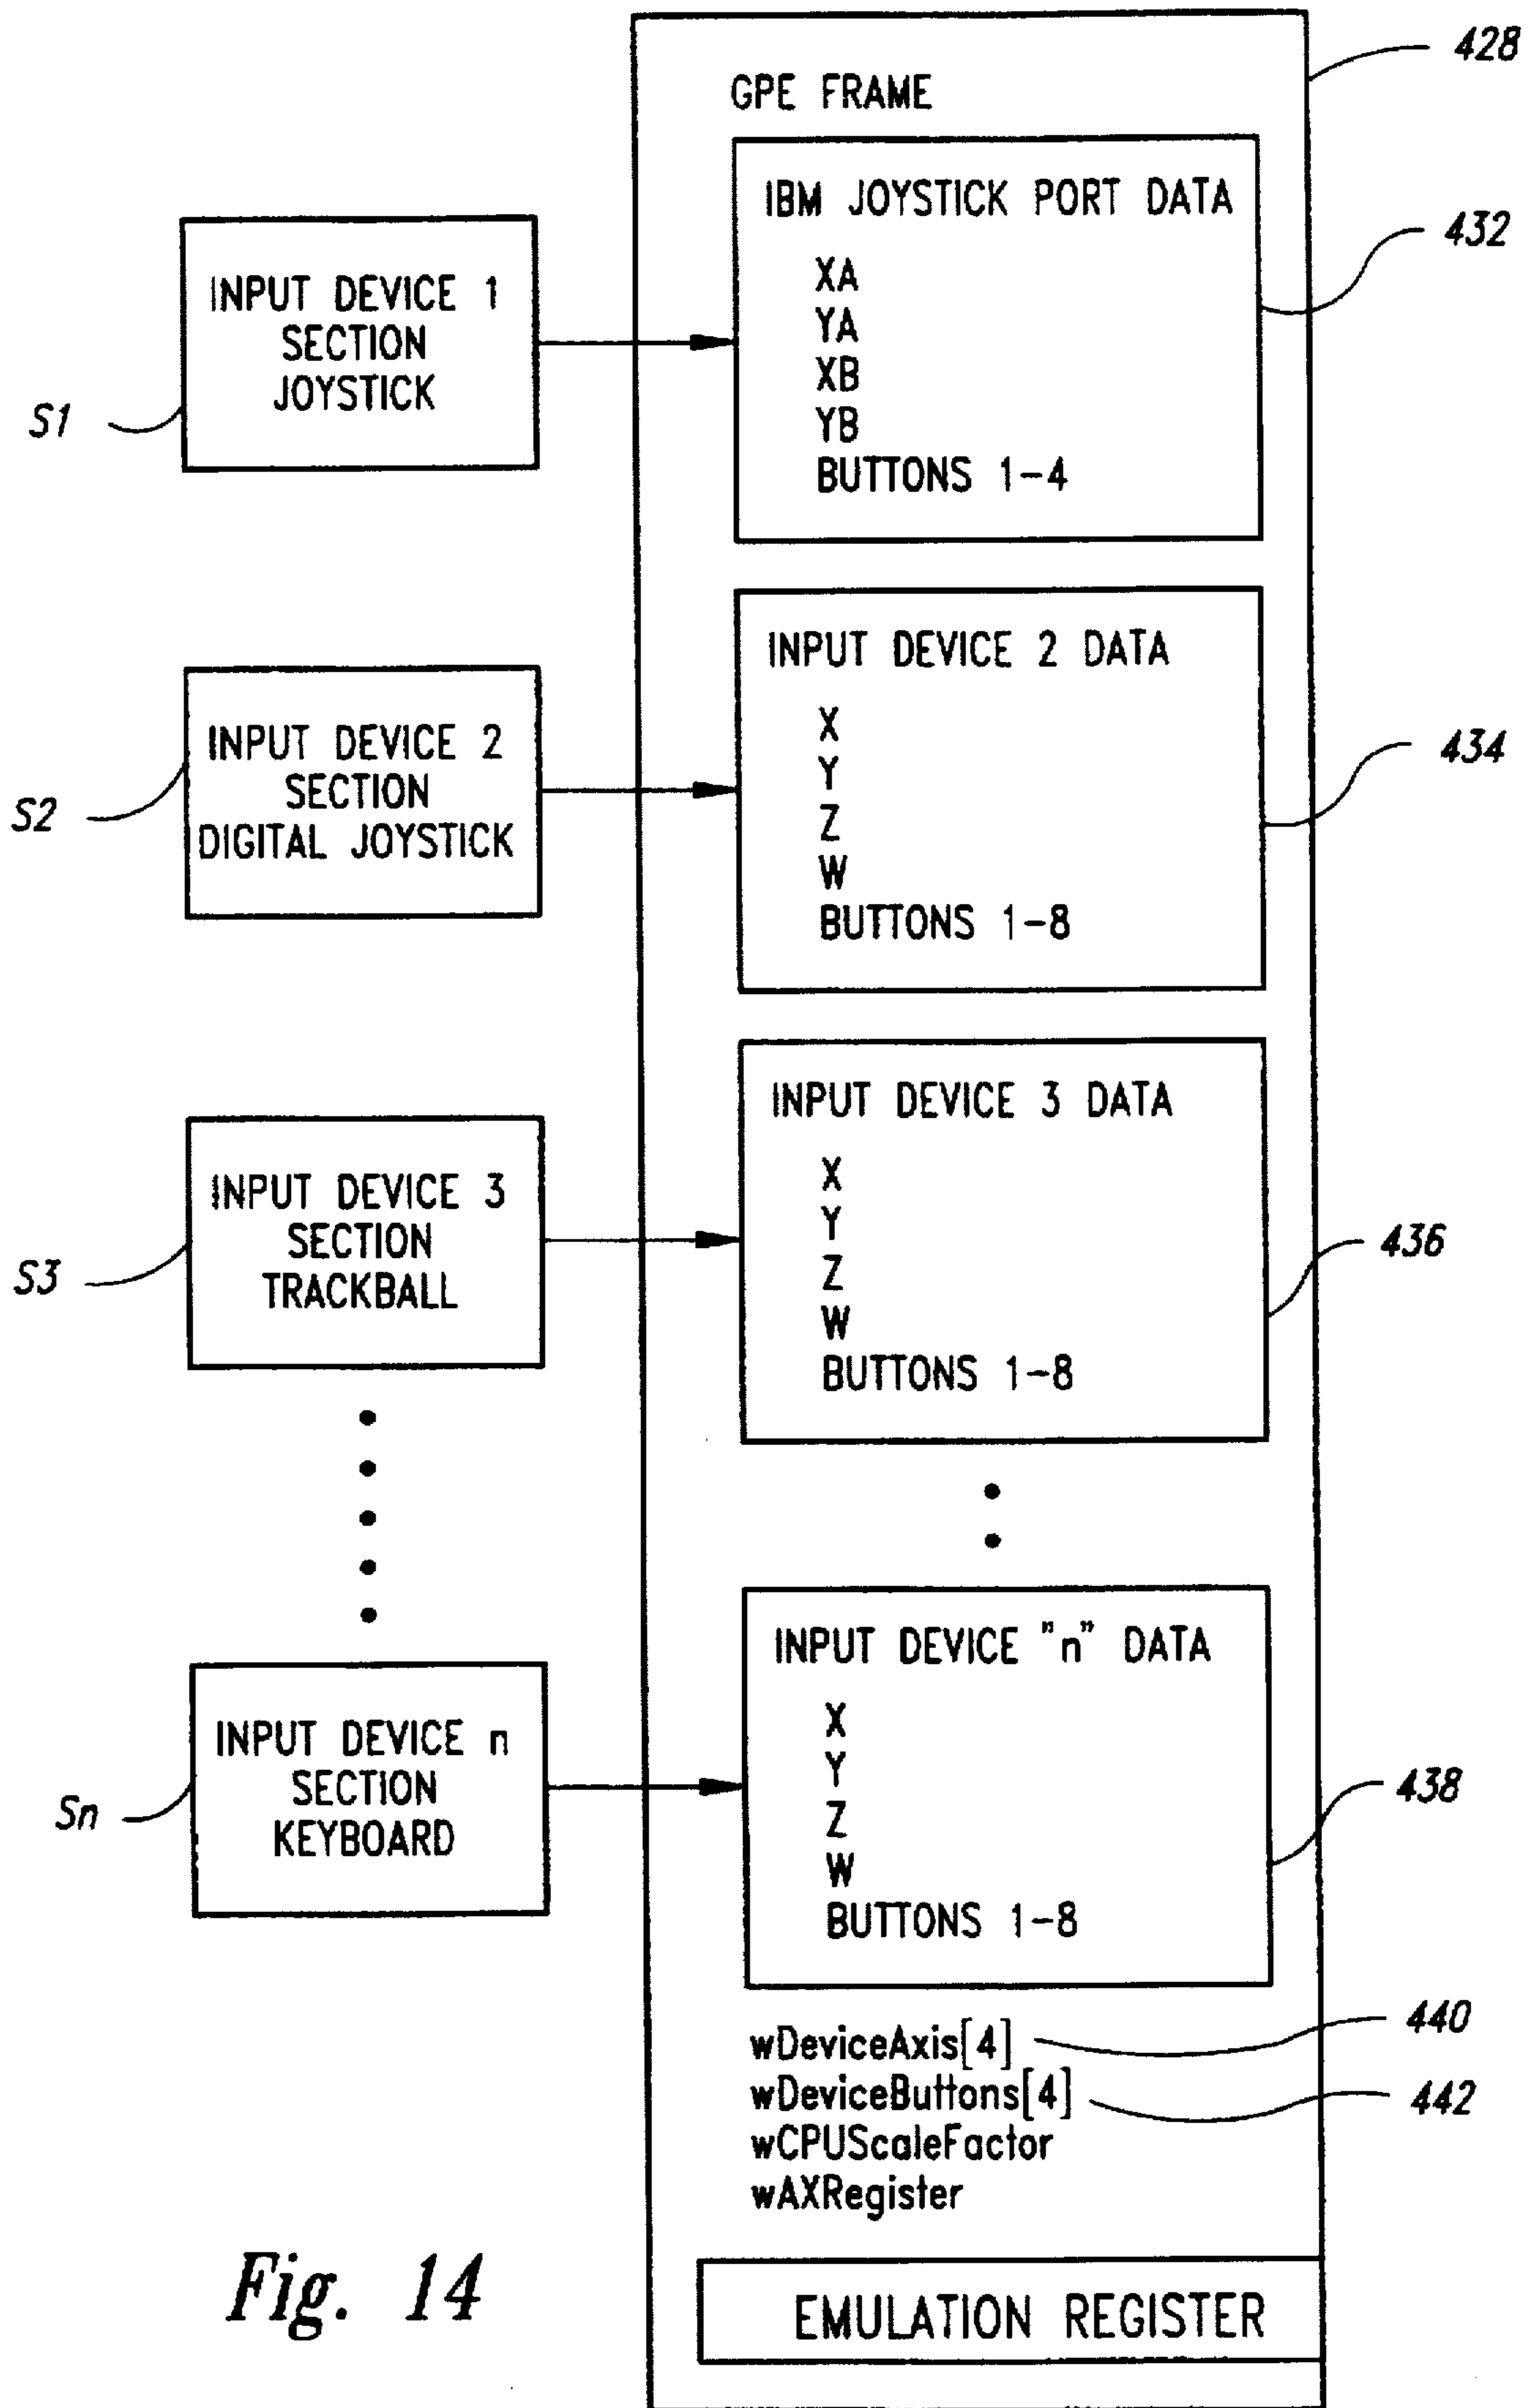 428
GPE FRAME
IBM JOYSTICK PORT DATA
XA
YA
XB
YB
BUTTONS 1-4
432
INPUT DEVICE 1
SECTION
JOYSTICK
S1
INPUT DEVICE 2 DATA
X
Y
Z
W
BUTTONS 1-8
434
INPUT DEVICE 2
SECTION
DIGITAL JOYSTICK
S2
INPUT DEVICE 3 DATA
X
Y
Z
W
BUTTONS 1-8
436
INPUT DEVICE 3
SECTION
TRACKBALL
S3
INPUT DEVICE "n" DATA
X
Y
Z
W
BUTTONS 1-8
438
INPUT DEVICE n
SECTION
KEYBOARD
Sn
wDeviceAxis[4]
440
wDeviceButtons[4]
442
wCPUScaleFactor
wAXRegister
EMULATION REGISTER
Fig. 14